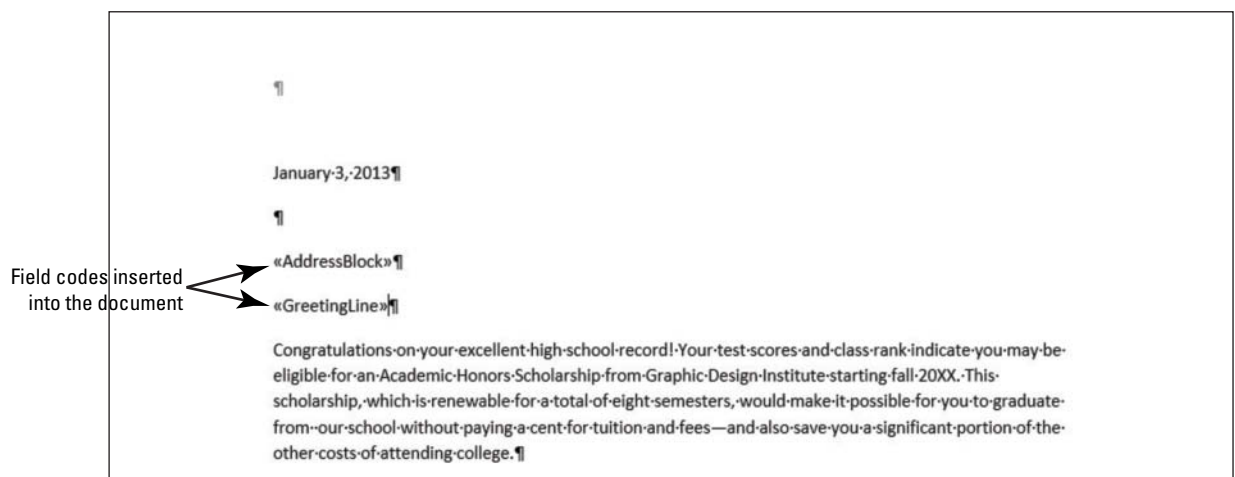 ¶
January·3,·2013¶
¶
«AddressBlock»¶
Field codes inserted
into the document
«GreetingLine»¶
Congratulations·on·your·excellent·high·school·record!·Your·test·scores·and·class·rank·indicate·you·may·be·
eligible·for·an·Academic·Honors·Scholarship·from·Graphic·Design·Institute·starting·fall·20XX.·This·
scholarship,·which·is·renewable·for·a·total·of·eight·semesters,·would·make·it·possible·for·you·to·graduate·
from··our·school·without·paying·a·cent·for·tuition·and·fees—and·also·save·you·a·significant·portion·of·the·
other·costs·of·attending·college.¶